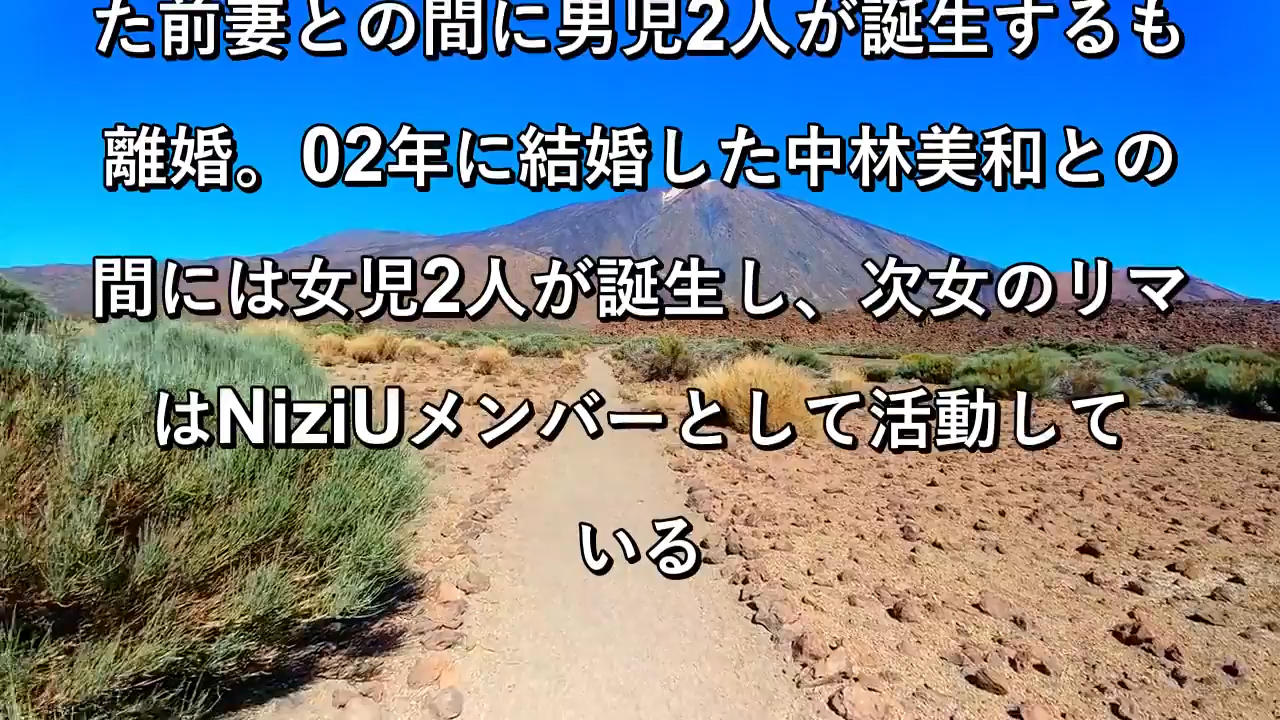 た前妻との間に男児2人が誕生するも
離婚。02年に結婚した中林美和との
間には女児2人が誕生し、次女のリマ
はNiziUメンバーとして活動して
いる